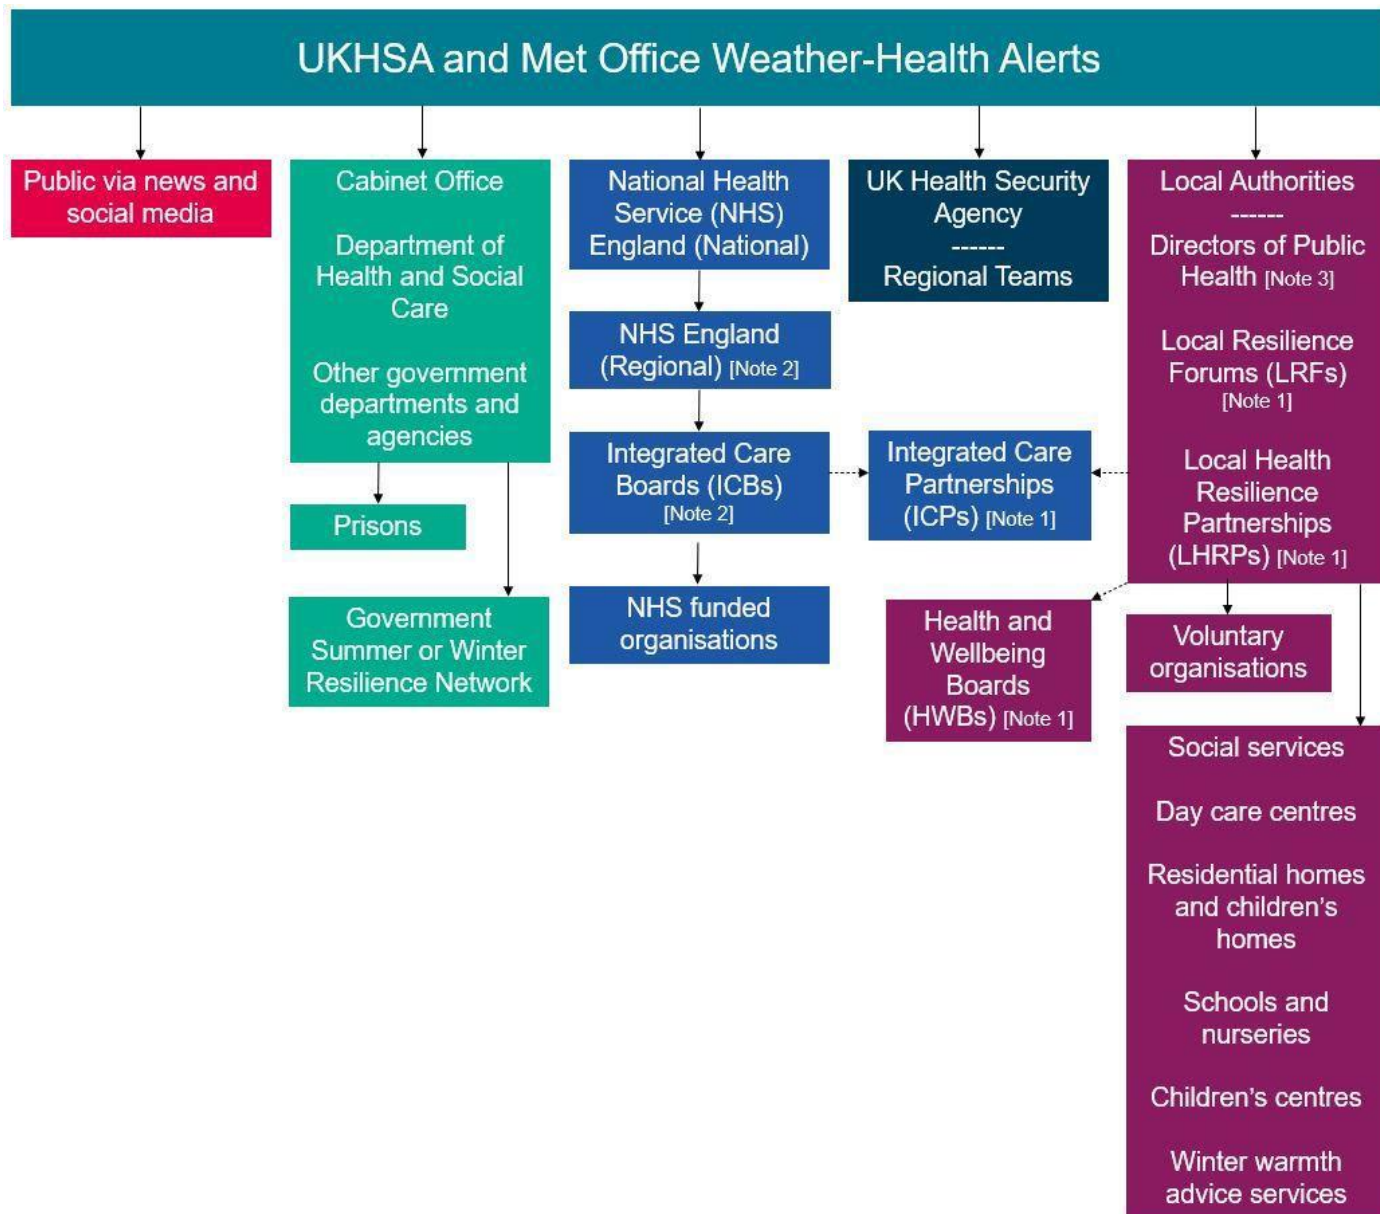 UKHSA and Met Office Weather-Health Alerts
Public via news and
social media
Cabinet Office
Department of
Health and Social
Care
Other government
departments and
agencies
Prisons
Government
Summer or Winter
Resilience Network
National Health
Service (NHS)
England (National)
NHS England
(Regional) [Note 2]
Integrated Care
Boards (ICBs)
[Note 2]
NHS funded
organisations
UK Health Security
Agency
------
Regional Teams
Integrated Care
Partnerships
(ICPs) [Note 1]
Health and
Wellbeing
Boards
(HWBs) [Note 1]
Local Authorities
------
Directors of Public
Health [Note 3]
Local Resilience
Forums (LRFs)
[Note 1]
Local Health
Resilience
Partnerships
(LHRPs) [Note 1]
Voluntary
organisations
Social services
Day care centres
Residential homes
and children’s
homes
Schools and
nurseries
Children’s centres
Winter warmth
advice services